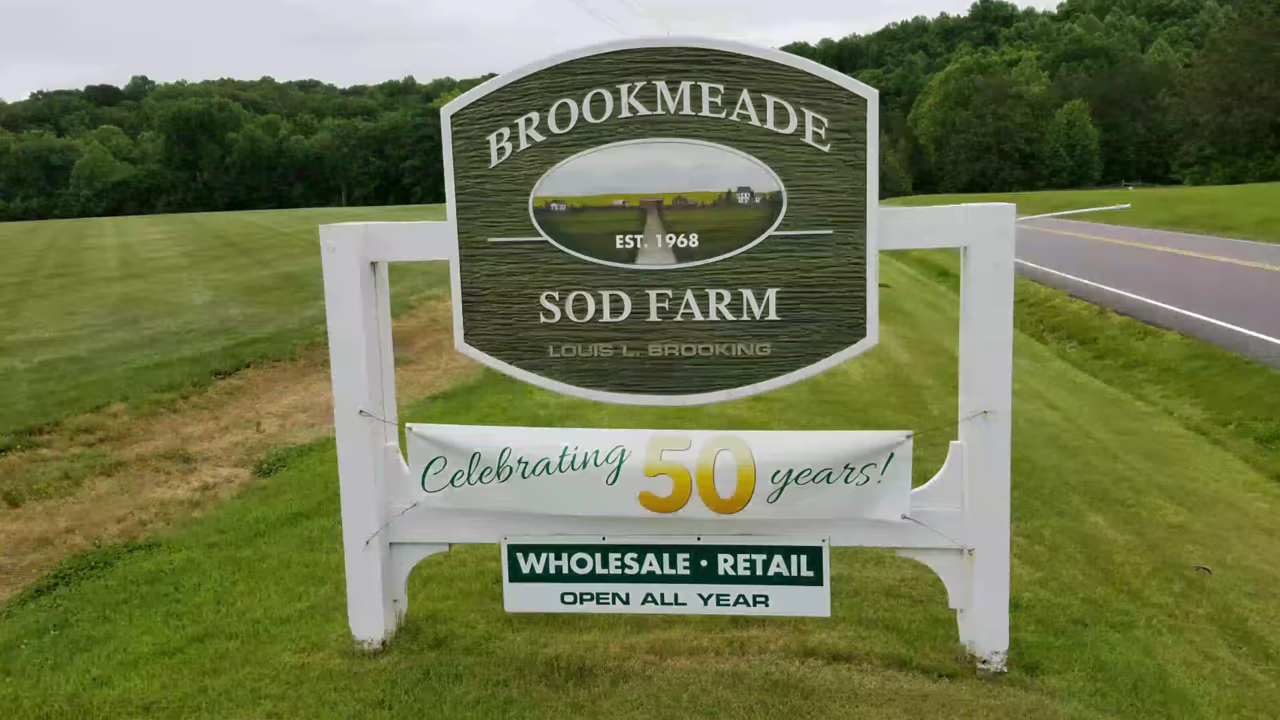 BROOKMEADE
EST. 1968
SOD FARM
LOUIS L. BROOKING
Celebrating 50 years!
WHOLESALE • RETAIL
OPEN ALL YEAR